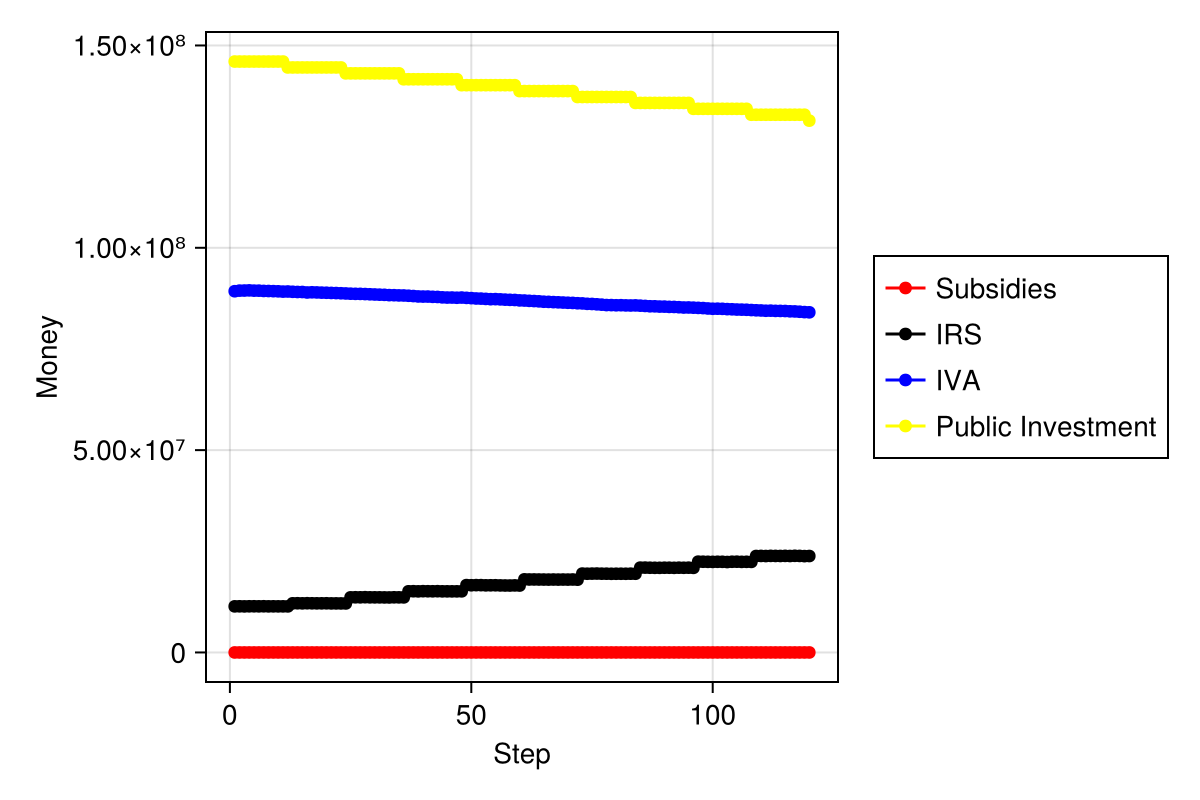 1.50×10⁸
1.00×10⁸
5.00×10⁷
0
Money
0 50 100
Step
Subsidies
IRS
IVA
Public Investment